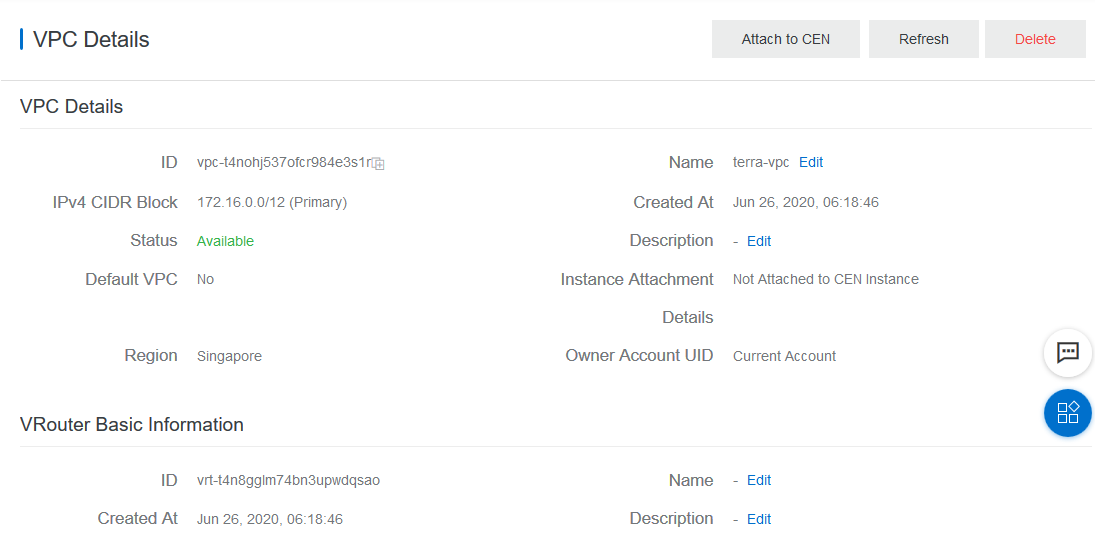 VPC Details
Attach to CEN
Refresh
Delete
VPC Details
ID vpc-t4nohj537ofcr984e3s1r
Name terra-vpc Edit
IPv4 CIDR Block 172.16.0.0/12 (Primary)
Created At Jun 26, 2020, 06:18:46
Status Available
Description - Edit
Default VPC No
Instance Attachment Not Attached to CEN Instance
Details
Region Singapore
Owner Account UID Current Account
VRouter Basic Information
ID vrt-t4n8gglm74bn3upwdqsao
Name - Edit
Created At Jun 26, 2020, 06:18:46
Description - Edit